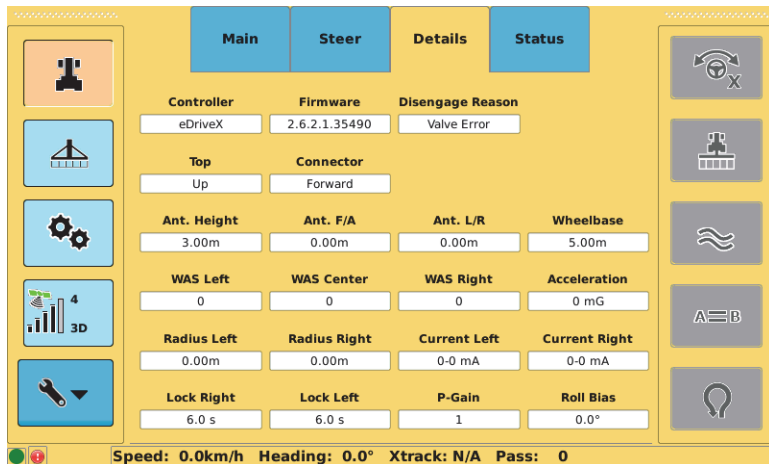 Main Steer Details Status
Controller Firmware Disengage Reason
eDriveX 2.6.2.1.35490 Valve Error
X
Top Connector
Up Forward
Ant. Height Ant. F/A Ant. L/R Wheelbase
3.00m 0.00m 0.00m 5.00m
WAS Left WAS Center WAS Right Acceleration
0 0 0 0 mG
4
3D
A B
Radius Left Radius Right Current Left Current Right
0.00m 0.00m 0-0 mA 0-0 mA
Lock Right Lock Left P-Gain Roll Bias
6.0 s 6.0 s 1 0.0°
Speed: 0.0km/h Heading: 0.0° Xtrack: N/A Pass: 0